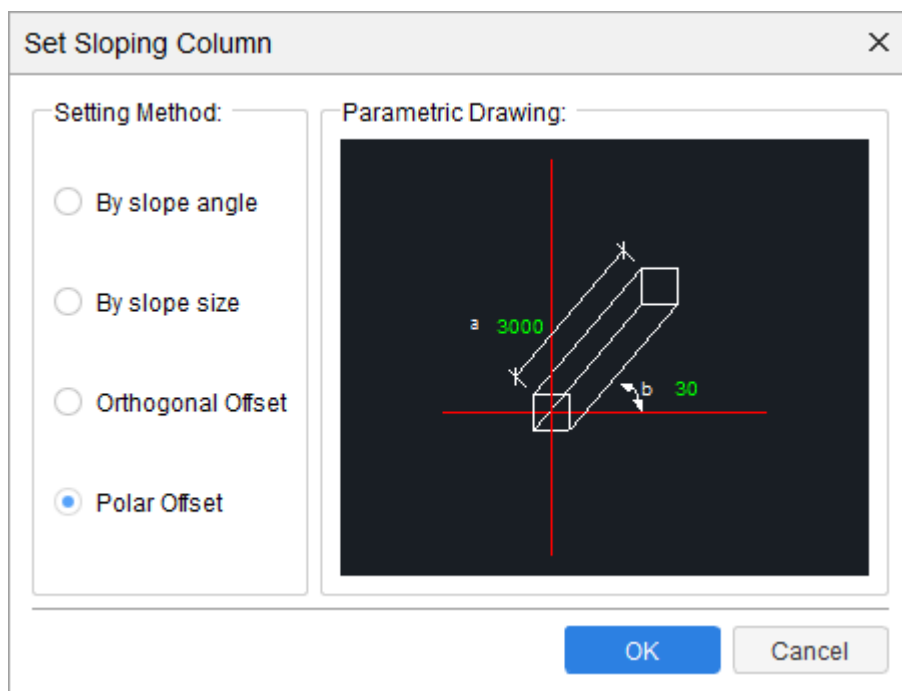 Set Sloping Column
Setting Method:
By slope angle
By slope size
Orthogonal Offset
Polar Offset
Parametric Drawing:
a 3000
b 30
OK
Cancel